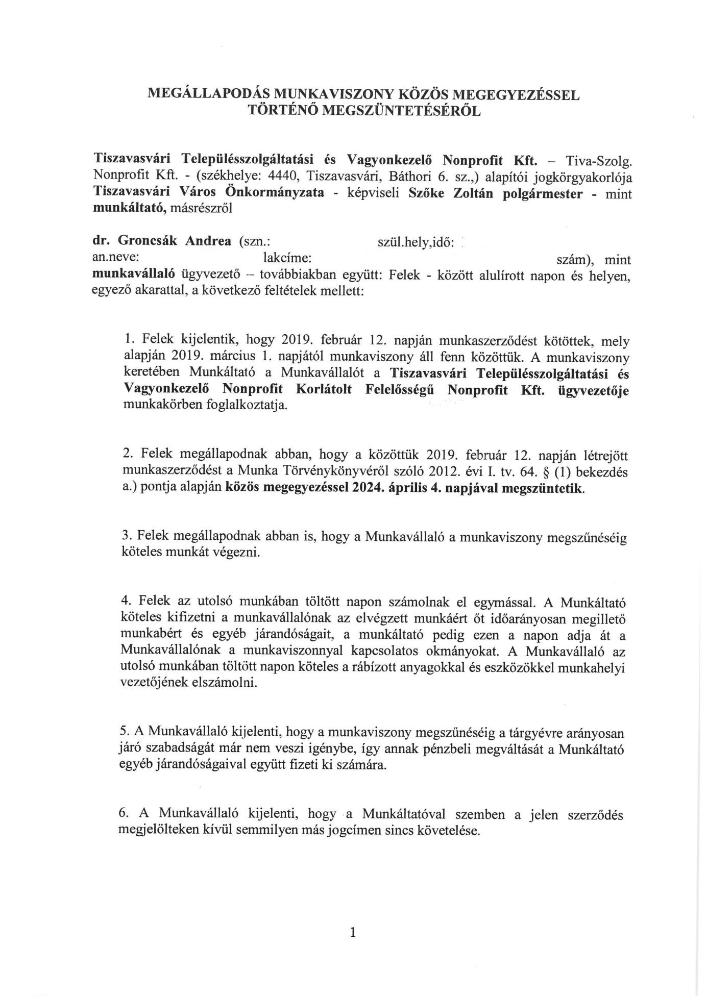 MEGÁLLAPODÁS MUNKAVISZONY KÖZÖS MEGEGYEZÉSSEL
TÖRTÉNŐ MEGSZÜNTETÉSÉRŐL
Tiszavasvári Településszolgáltatási és Vagyonkezelő Nonprofit Kft. – Tiva-Szolg.
Nonprofit Kft. - (székhelye: 4440, Tiszavasvári, Báthori 6. sz.,) alapítói jogkörgyakorlója
Tiszavasvári Város Önkormányzata - képviseli Szőke Zoltán polgármester - mint
munkáltató, másrészről
dr. Groncsák Andrea (szn.: szül.hely,idő:
an.neve: lakcíme: szám), mint
munkavállaló ügyvezető – továbbiakban együtt: Felek - között alulírott napon és helyen,
egyező akarattal, a következő feltételek mellett:
1. Felek kijelentik, hogy 2019. február 12. napján munkaszerződést kötöttek, mely
alapján 2019. március 1. napjától munkaviszony áll fenn közöttük. A munkaviszony
keretében Munkáltató a Munkavállalót a Tiszavasvári Településszolgáltatási és
Vagyonkezelő Nonprofit Korlátolt Felelősségű Nonprofit Kft. ügyvezetője
munkakörben foglalkoztatja.
2. Felek megállapodnak abban, hogy a közöttük 2019. február 12. napján létrejött
munkaszerződést a Munka Törvénykönyvéről szóló 2012. évi I. tv. 64. § (1) bekezdés
a.) pontja alapján közös megegyezéssel 2024. április 4. napjával megszüntetik.
3. Felek megállapodnak abban is, hogy a Munkavállaló a munkaviszony megszűnéséig
köteles munkát végezni.
4. Felek az utolsó munkában töltött napon számolnak el egymással. A Munkáltató
köteles kifizetni a munkavállalónak az elvégzett munkáért őt időarányosan megillető
munkabért és egyéb járandóságait, a munkáltató pedig ezen a napon adja át a
Munkavállalónak a munkaviszonnyal kapcsolatos okmányokat. A Munkavállaló az
utolsó munkában töltött napon köteles a rábízott anyagokkal és eszközökkel munkahelyi
vezetőjének elszámolni.
5. A Munkavállaló kijelenti, hogy a munkaviszony megszűnéséig a tárgyévre arányosan
járó szabadságát már nem veszi igénybe, így annak pénzbeli megváltását a Munkáltató
egyéb járandóságaival együtt fizeti ki számára.
6. A Munkavállaló kijelenti, hogy a Munkáltatóval szemben a jelen szerződés
megjelölteken kívül semmilyen más jogcímen sincs követelése.
1